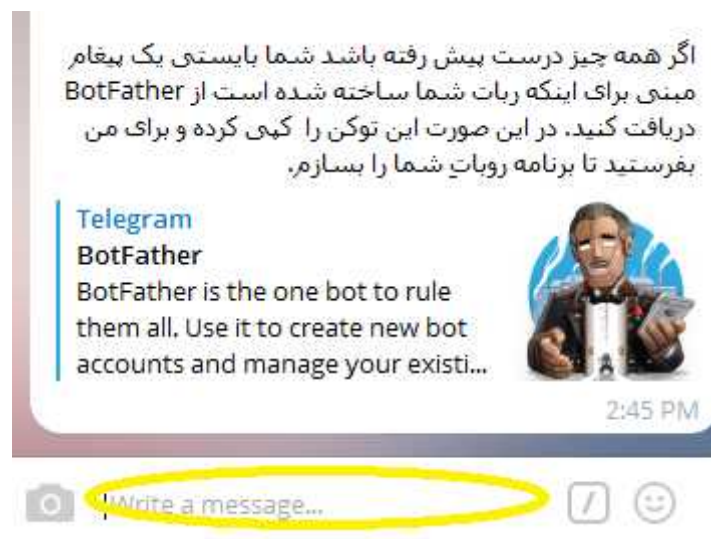 اگر همه چیز درست پیش رفته باشد شما بایستی یک پیغام
مبنی برای اینکه ربات شما ساخته شده است از BotFather
دریافت کنید. در این صورت این توکن را کپی کرده و برای من
بفرستید تا برنامه روباتِ شما را بسازم.
Telegram
BotFather
BotFather is the one bot to rule
them all. Use it to create new bot
accounts and manage your existi...
2:45 PM
Write a message...